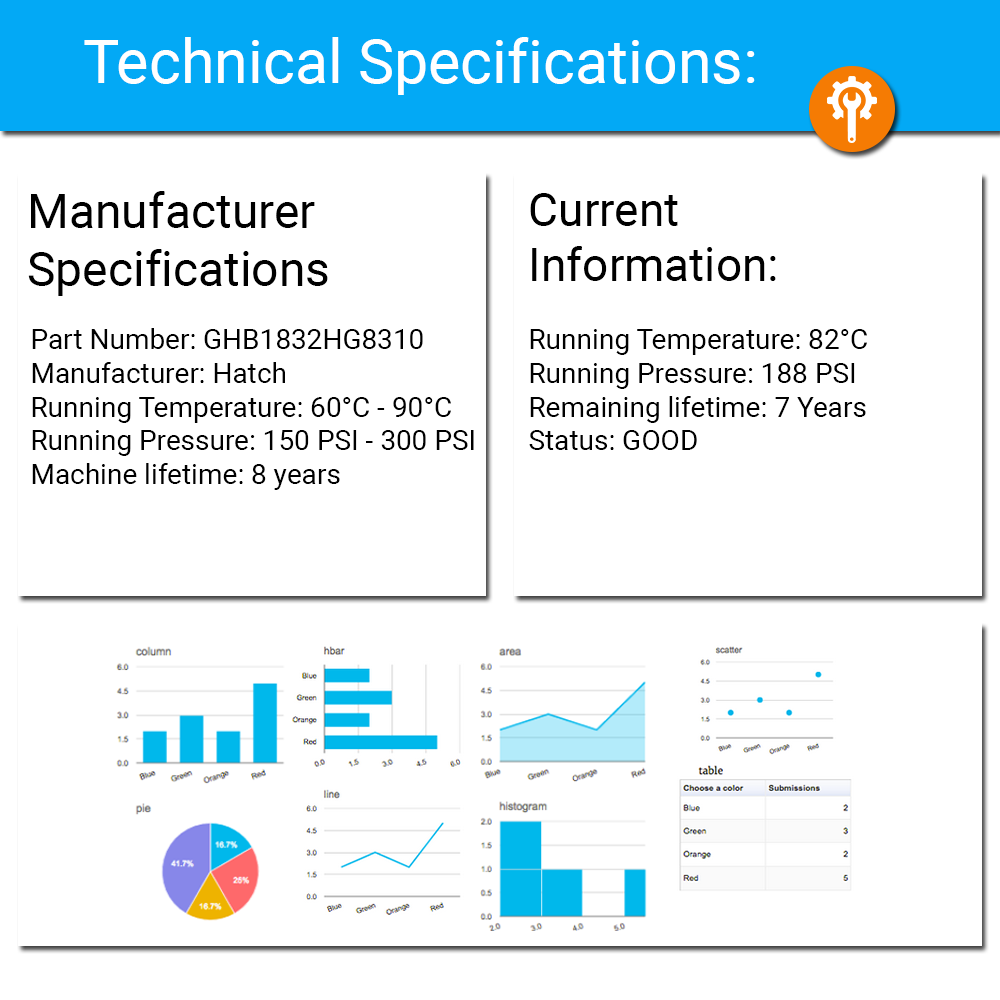 Technical Specifications:
Manufacturer
Specifications
Part Number: GHB1832HG8310
Manufacturer: Hatch
Running Temperature: 60°C - 90°C
Running Pressure: 150 PSI - 300 PSI
Machine lifetime: 8 years
Current
Information:
Running Temperature: 82°C
Running Pressure: 188 PSI
Remaining lifetime: 7 Years
Status: GOOD
column
6.0
4.5
3.0
1.5
0.0
Blue Green Orange Red
hbar
Blue
Green
Orange
Red
0.0 1.5 3.0 4.5 6.0
area
6.0
4.5
3.0
1.5
0.0
Blue Green Orange Red
scatter
6.0
4.5
3.0
1.5
0.0
Blue Green Orange Red
pie
16.7%
41.7%
25%
16.7%
line
6.0
4.5
3.0
1.5
0.0
Blue Green Orange Red
histogram
2.0
1.5
1.0
0.5
0.0
2.0 3.0 4.0 5.0
table
Choose a color Submissions
Blue 2
Green 3
Orange 2
Red 5